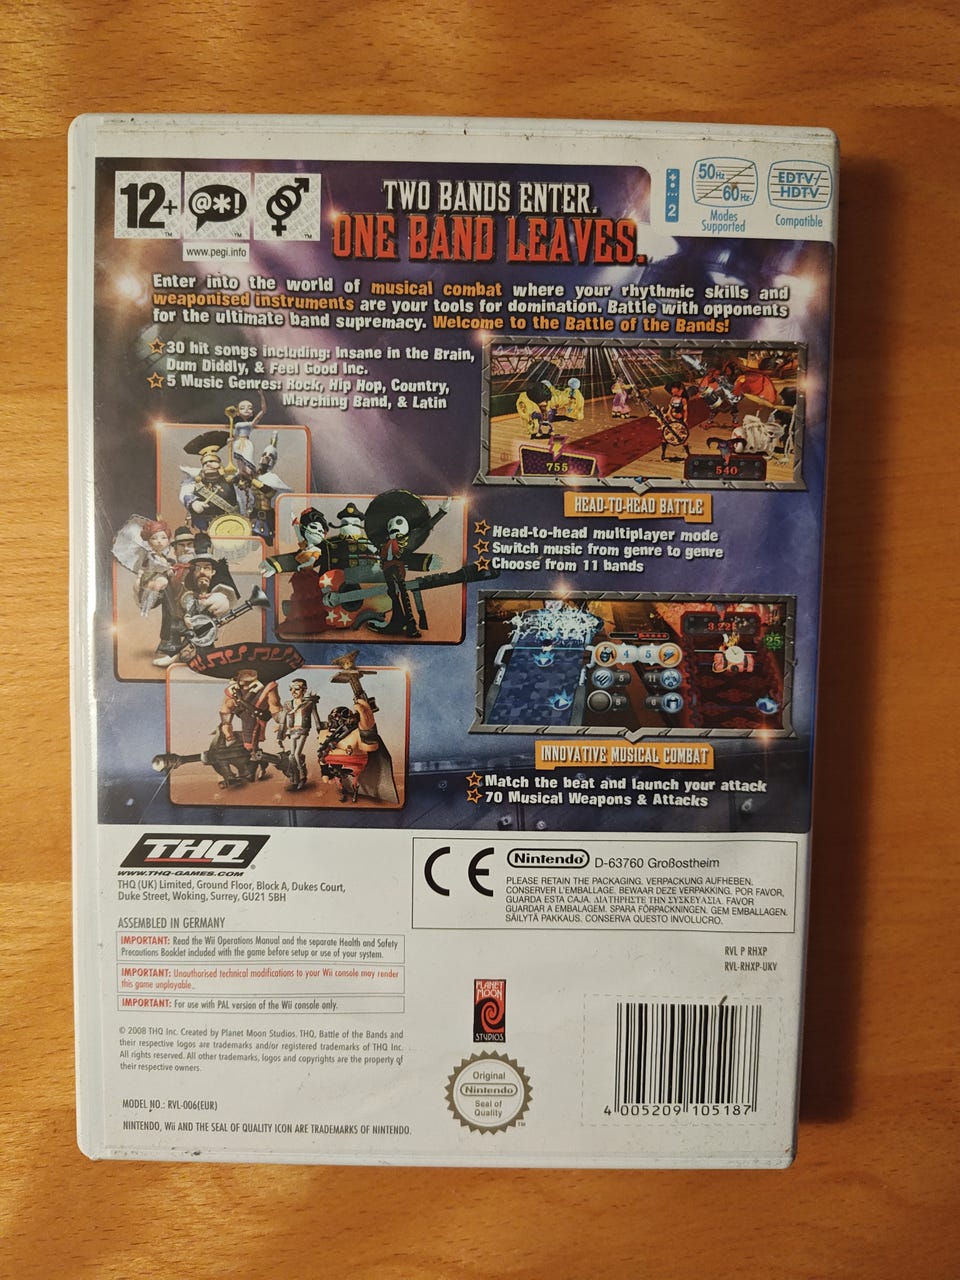 12+
@*!
www.pegi.info
TWO BANDS ENTER.
ONE BAND LEAVES.
2
50Hz
60Hz
Modes
Supported
EDTV/
HDTV
Compatible
Enter into the world of musical combat where your rhythmic skills and
weaponised instruments are your tools for domination. Battle with opponents
for the ultimate band supremacy. Welcome to the Battle of the Bands!
30 hit songs including: Insane in the Brain,
Dum Diddly, & Feel Good Inc.
5 Music Genres: Rock, Hip Hop, Country,
Marching Band, & Latin
755
540
HEAD-TO-HEAD BATTLE
Head-to-head multiplayer mode
Switch music from genre to genre
Choose from 11 bands
4 5
5 11
5 6
25
INNOVATIVE MUSICAL COMBAT
Match the beat and launch your attack
70 Musical Weapons & Attacks
THQ
WWW.THQ-GAMES.COM
THQ (UK) Limited, Ground Floor, Block A, Dukes Court,
Duke Street, Woking, Surrey, GU21 5BH
CE Nintendo D-63760 Großostheim
PLEASE RETAIN THE PACKAGING. VERPACKUNG AUFHEBEN.
CONSERVER L'EMBALLAGE. BEWAAR DEZE VERPAKKING. POR FAVOR,
GUARDA ESTA CAJA. ΔΙΑΤΗΡΗΣΤΕ ΤΗΝ ΣΥΣΚΕΥΑΣΙΑ. FAVOR
GUARDAR A EMBALAGEM. SPARA FÖRPACKNINGEN. GEM EMBALLAGEN.
SÄILYTÄ PAKKAUS. CONSERVA QUESTO INVOLUCRO.
ASSEMBLED IN GERMANY
IMPORTANT: Read the Wii Operations Manual and the separate Health and Safety
Precautions Booklet included with the game before setup or use of your system.
IMPORTANT: Unauthorised technical modifications to your Wii console may render
this game unplayable.
IMPORTANT: For use with PAL version of the Wii console only.
RVL P RHXP
RVL-RHXP-UKV
© 2008 THQ Inc. Created by Planet Moon Studios. THQ, Battle of the Bands and
their respective logos are trademarks and/or registered trademarks of THQ Inc.
All rights reserved. All other trademarks, logos and copyrights are the property of
their respective owners.
PLANET
MOON
STUDIOS
Original
Nintendo
Seal of
Quality
TM
MODEL NO.: RVL-006(EUR)
NINTENDO, Wii AND THE SEAL OF QUALITY ICON ARE TRADEMARKS OF NINTENDO.
4 005209 105187